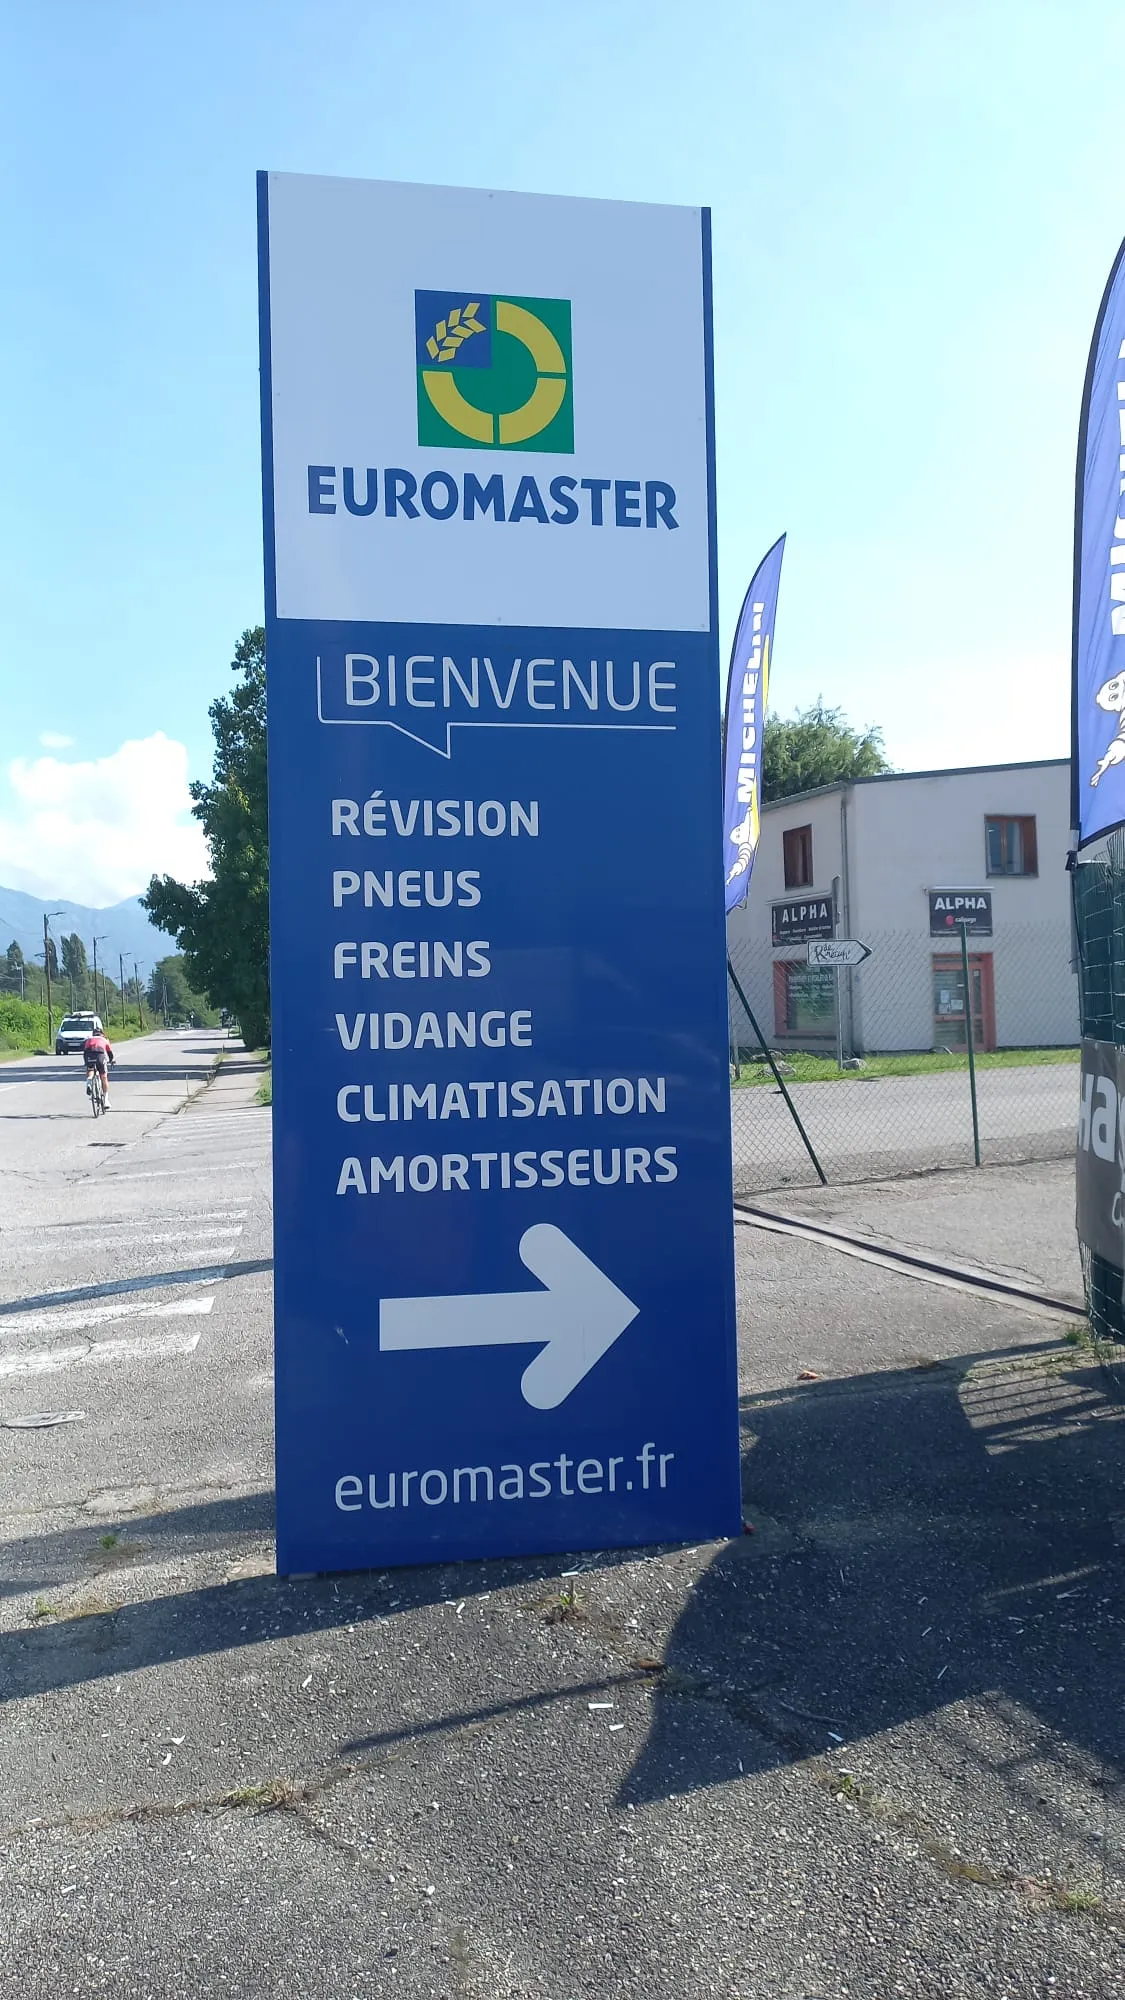 EUROMASTER
BIENVENUE
RÉVISION
PNEUS
FREINS
VIDANGE
CLIMATISATION
AMORTISSEURS
euromaster.fr
MICHELIN
ALPHA
ALPHA